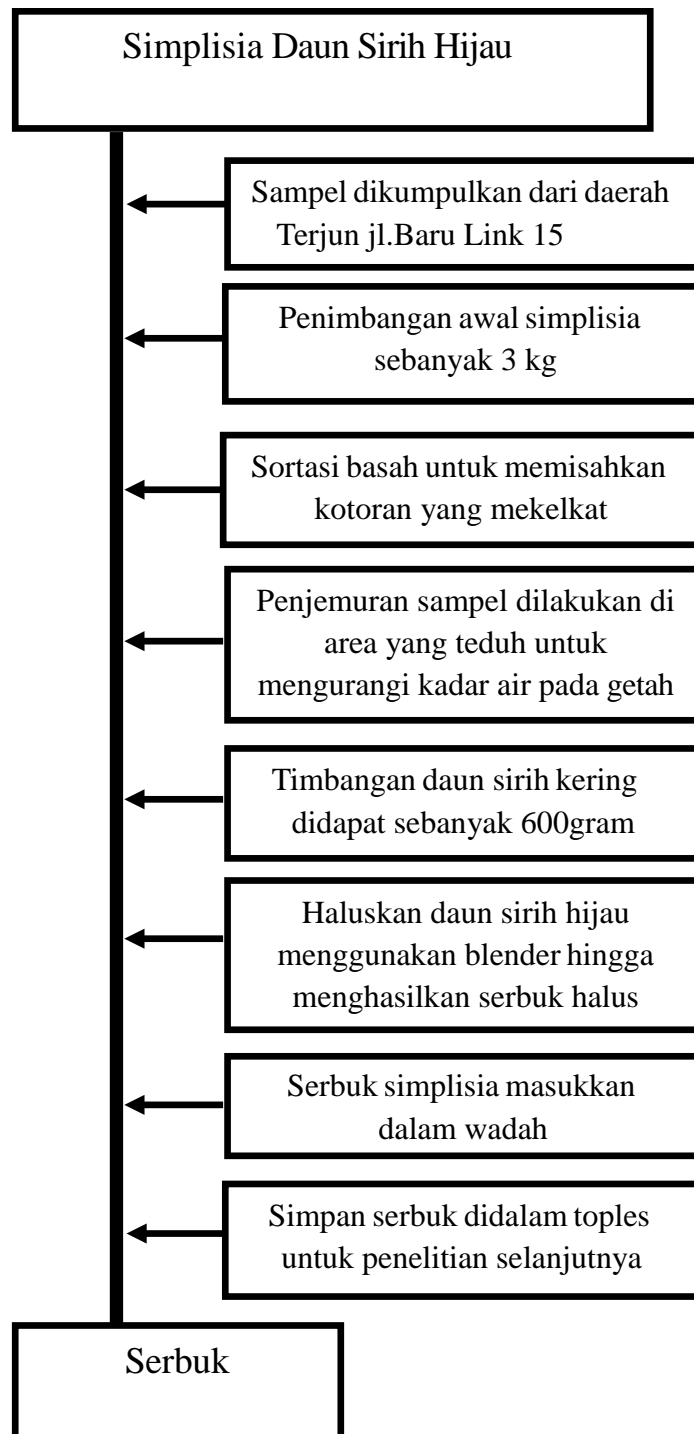 Simplisia Daun Sirih Hijau
Sampel dikumpulkan dari daerah
Terjun jl.Baru Link 15
Penimbangan awal simplisia
sebanyak 3 kg
Sortasi basah untuk memisahkan
kotoran yang mekelkat
Penjemuran sampel dilakukan di
area yang teduh untuk
mengurangi kadar air pada getah
Timbangan daun sirih kering
didapat sebanyak 600gram
Haluskan daun sirih hijau
menggunakan blender hingga
menghasilkan serbuk halus
Serbuk simplisia masukkan
dalam wadah
Simpan serbuk didalam toples
untuk penelitian selanjutnya
Serbuk